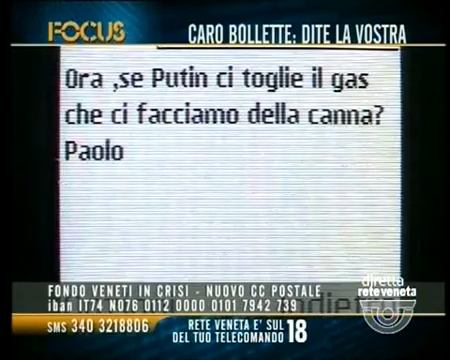 FOCUS
CARO BOLLETTE: DITE LA VOSTRA
Ora ,se Putin ci toglie il gas
che ci facciamo della canna?
Paolo
diretta
reteveneta
FONDO VENETI IN CRISI - NUOVO CC POSTALE
iban IT74 N076 0112 0000 0101 7942 739
SMS 340 3218806
RETE VENETA E' SUL 18
DEL TUO TELECOMANDO